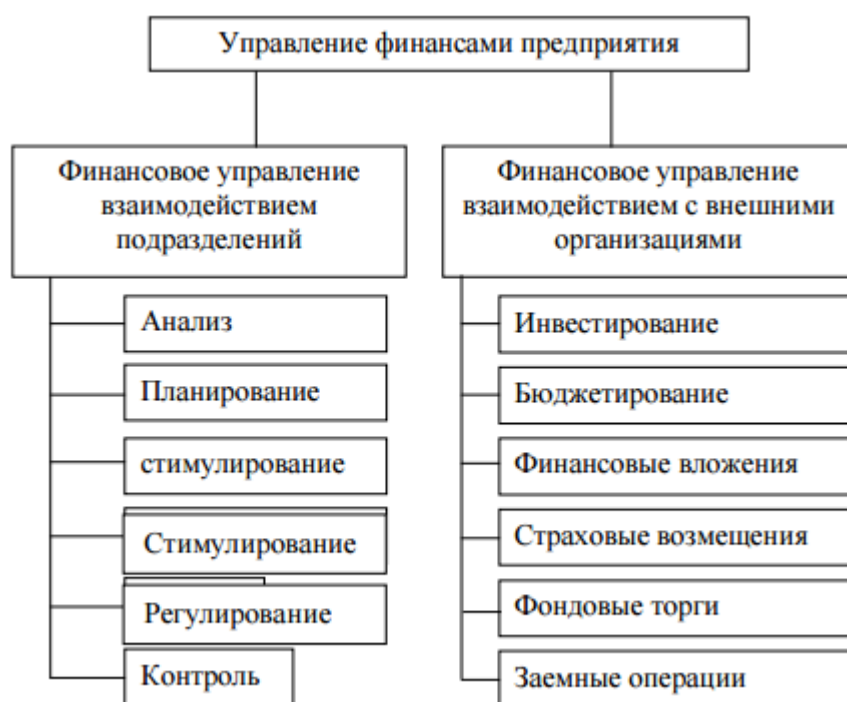 Управление финансами предприятия
Финансовое управление
взаимодействием
подразделений
Анализ
Планирование
стимулирование
Стимулирование
Регулирование
Контроль
Финансовое управление
взаимодействием с внешними
организациями
Инвестирование
Бюджетирование
Финансовые вложения
Страховые возмещения
Фондовые торги
Заемные операции